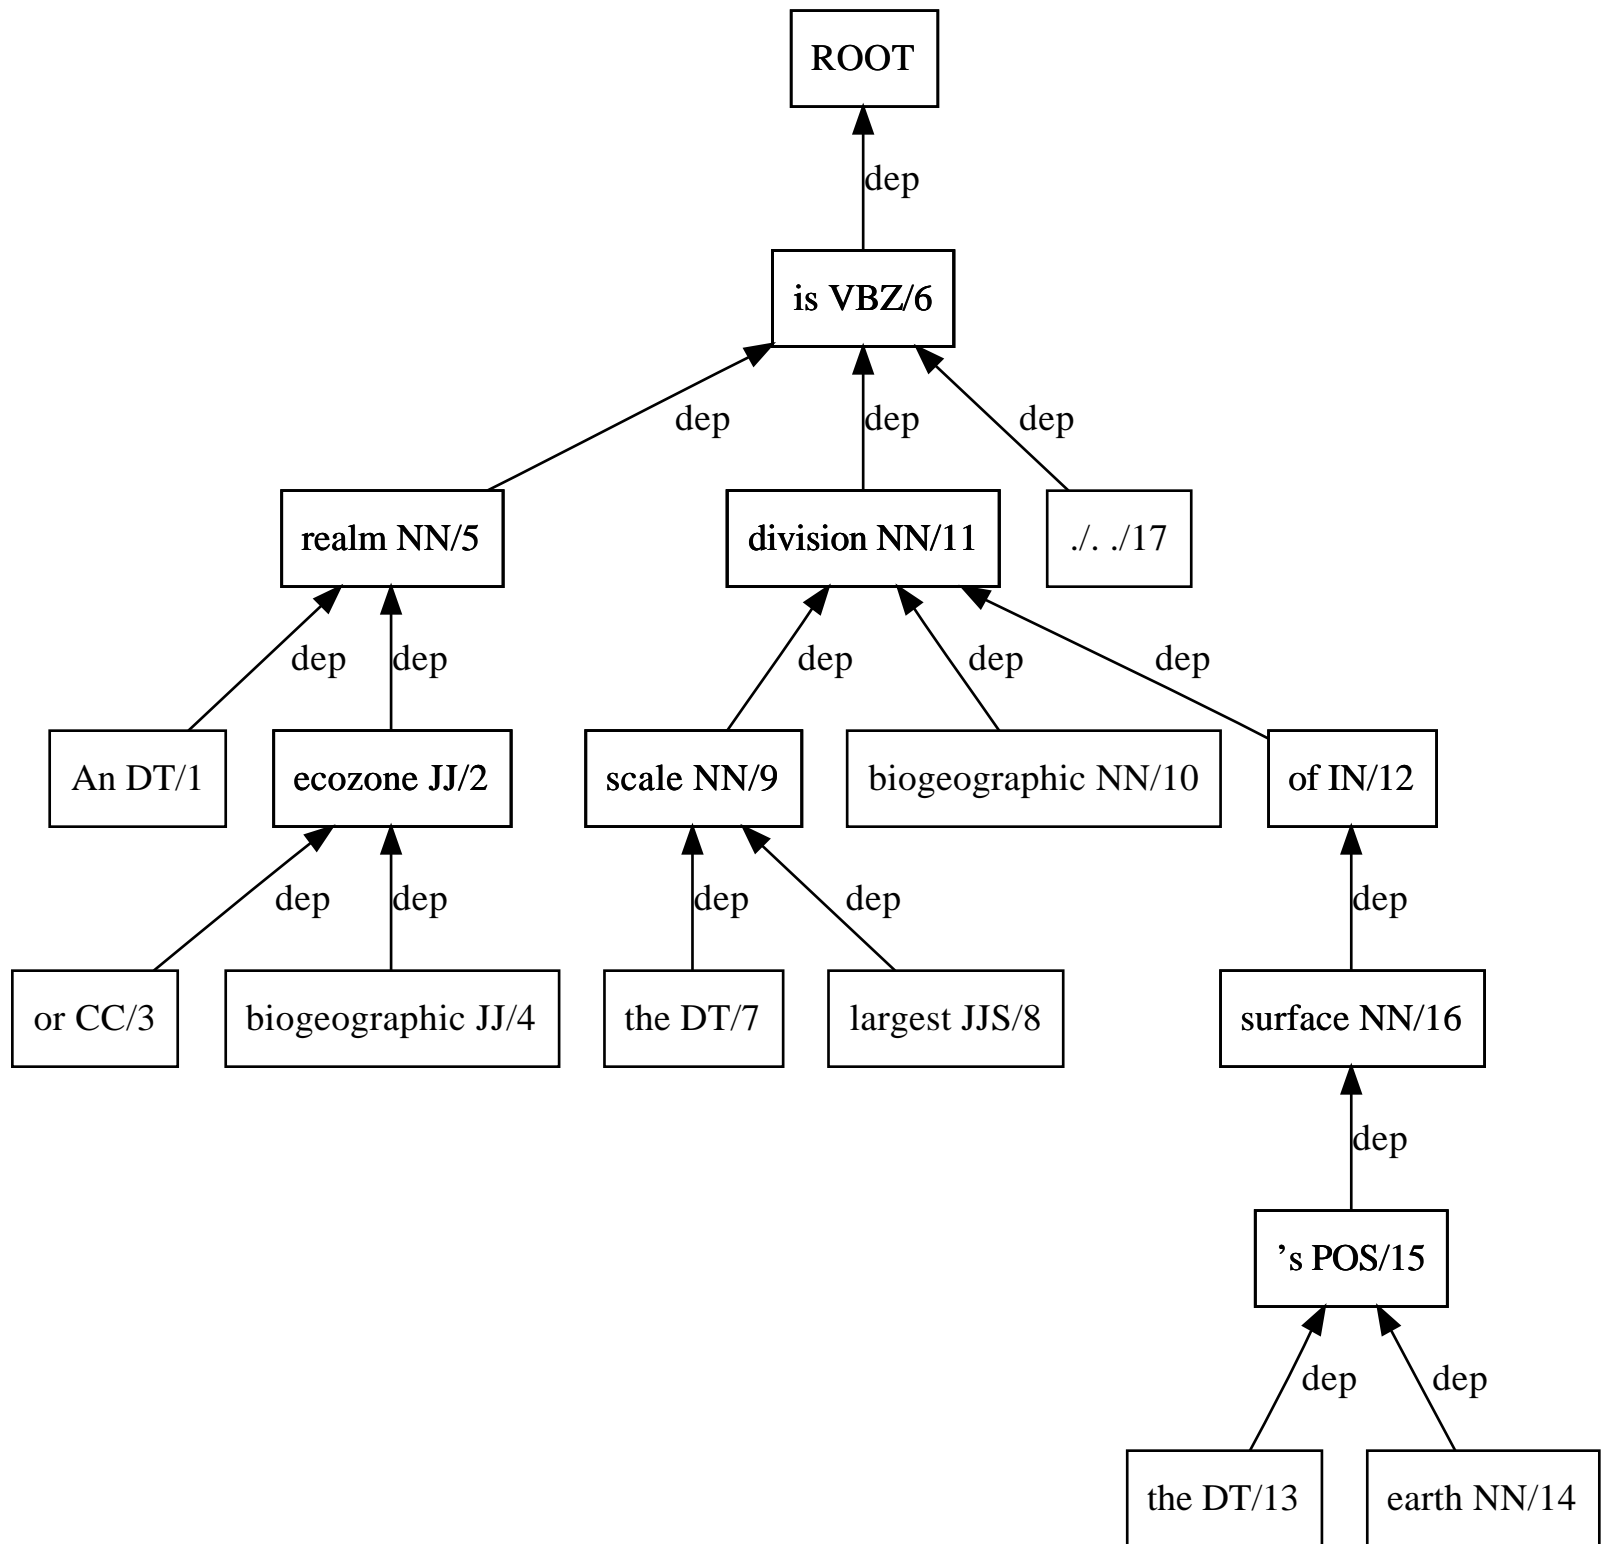 ROOT
dep
is VBZ/6
dep dep dep
realm NN/5 division NN/11 ./. ./17
dep dep dep dep dep
An DT/1 ecozone JJ/2 scale NN/9 biogeographic NN/10 of IN/12
dep dep dep dep dep
or CC/3 biogeographic JJ/4 the DT/7 largest JJS/8 surface NN/16
dep
’s POS/15
dep dep
the DT/13 earth NN/14